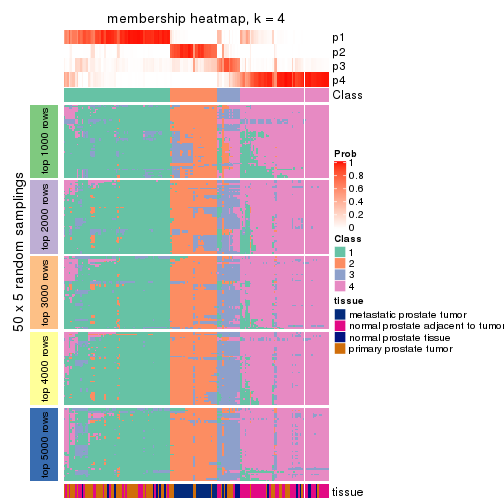 membership heatmap, k = 4
p1
p2
p3
p4
Class
50 x 5 random samplings
top 1000 rows
top 2000 rows
top 3000 rows
top 4000 rows
top 5000 rows
Prob
1
0.8
0.6
0.4
0.2
0
Class
1
2
3
4
tissue
metastatic prostate tumor
normal prostate adjacent to tumor
normal prostate tissue
primary prostate tumor
tissue